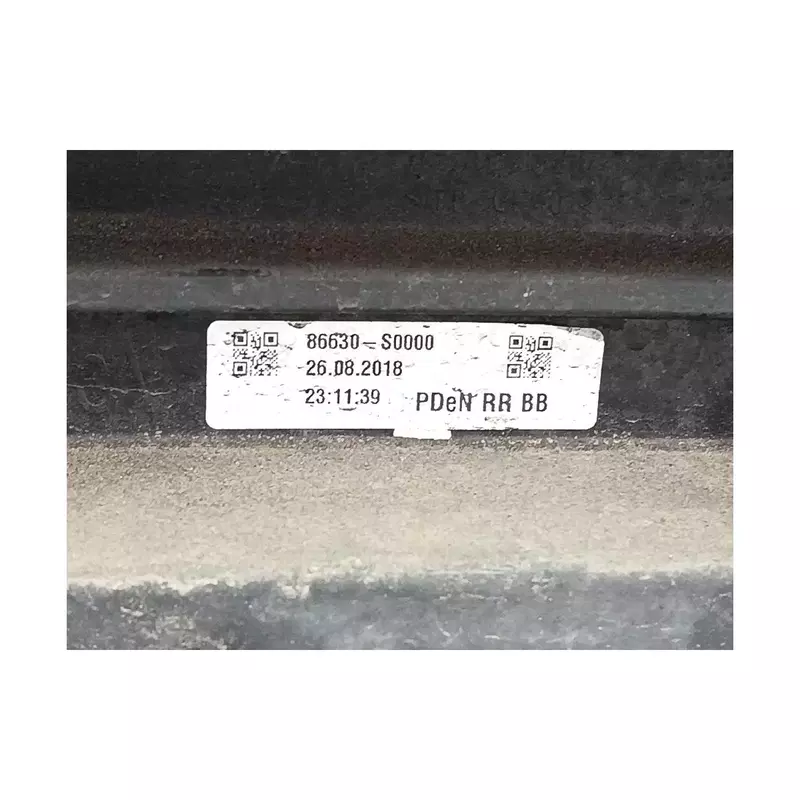 86630-S0000
26.08.2018
23:11:39 PDeN RR BB